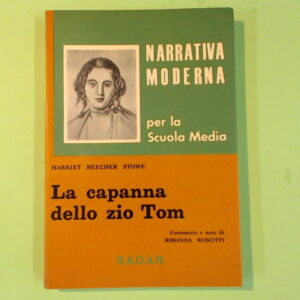 NARRATIVA
MODERNA
per la
Scuola Media
HARRIET BEECHER STOWE
La capanna
dello zio Tom
Commento e note di
ROSANNA RUSCITTI
R.A.D.A.R.